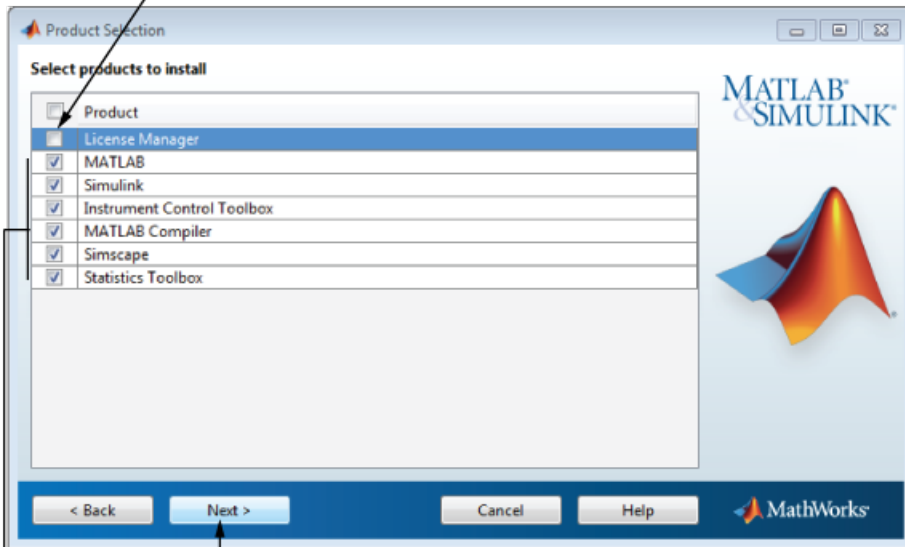 Product Selection
Select products to install
MATLAB®
&SIMULINK®
Product
License Manager
MATLAB
Simulink
Instrument Control Toolbox
MATLAB Compiler
Simscape
Statistics Toolbox
< Back Next > Cancel Help MathWorks®